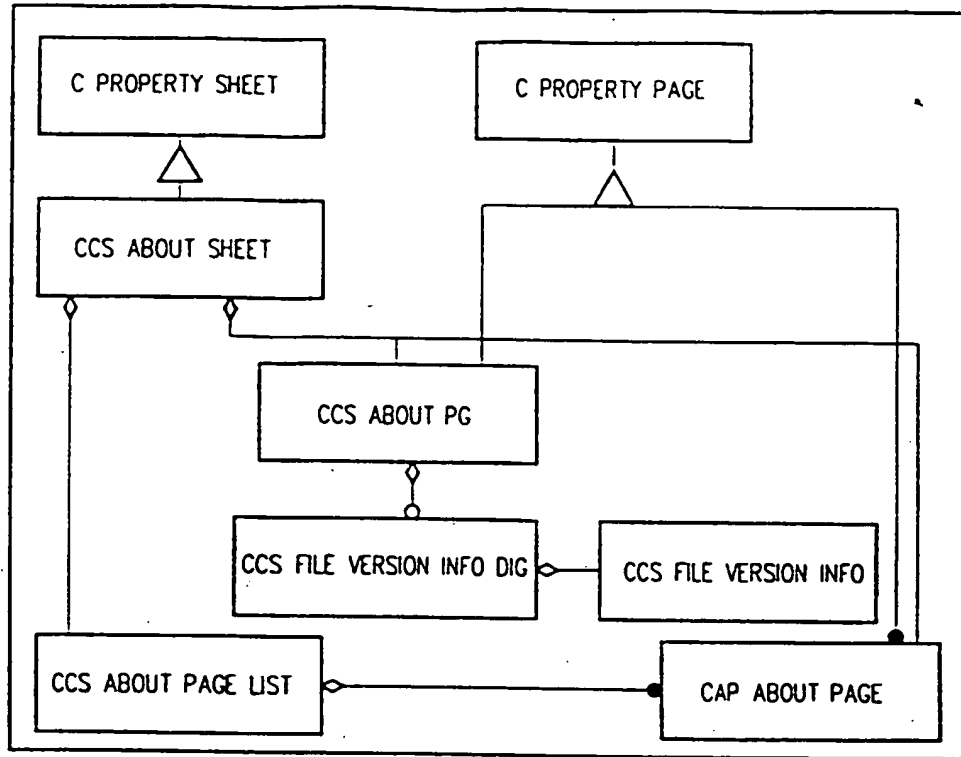 C PROPERTY SHEET
C PROPERTY PAGE
CCS ABOUT SHEET
CCS ABOUT PG
CCS FILE VERSION INFO DIG
CCS FILE VERSION INFO
CCS ABOUT PAGE LIST
CAP ABOUT PAGE